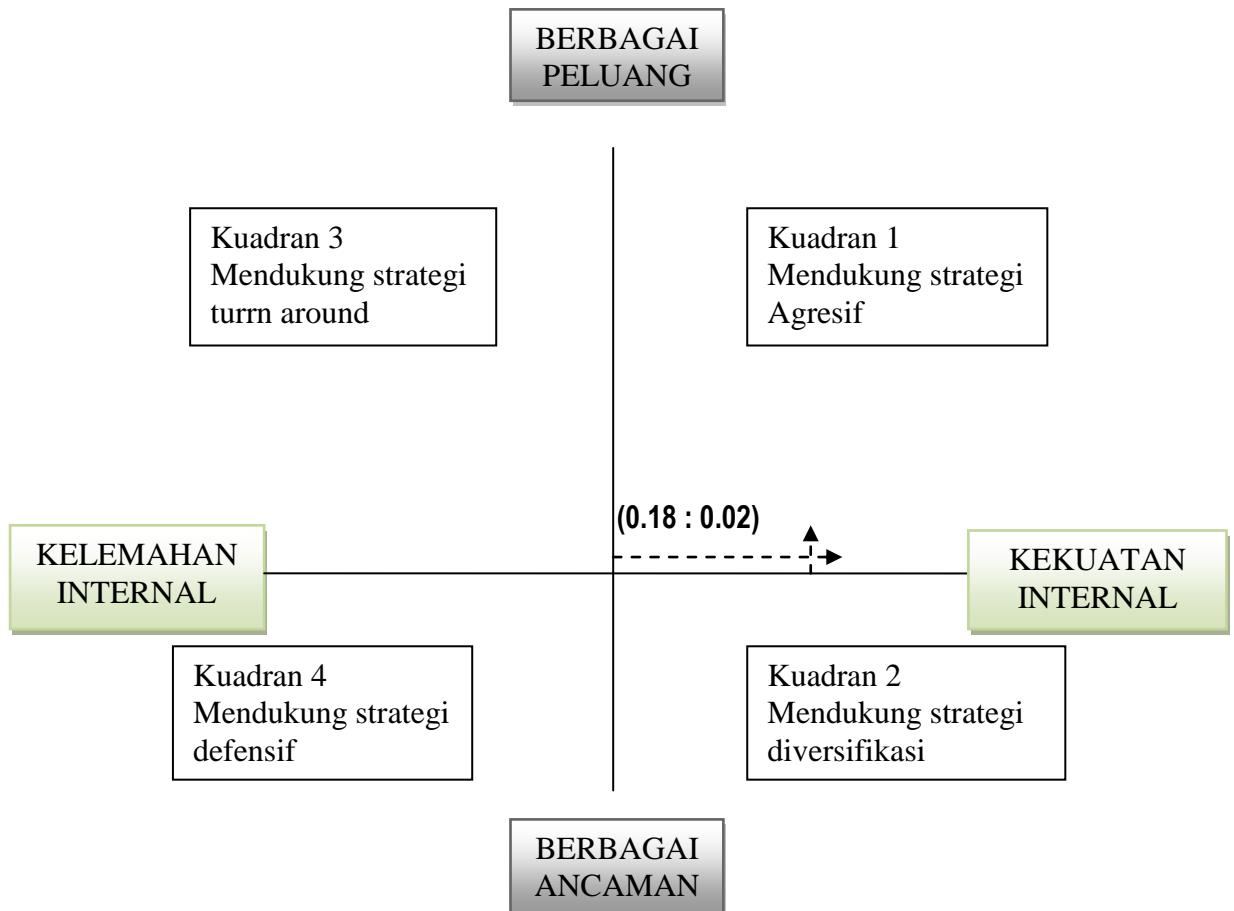 BERBAGAI
PELUANG
Kuadran 3
Mendukung strategi
turrn around
Kuadran 1
Mendukung strategi
Agresif
(0.18 : 0.02)
KELEMAHAN
INTERNAL
KEKUATAN
INTERNAL
Kuadran 4
Mendukung strategi
defensif
Kuadran 2
Mendukung strategi
diversifikasi
BERBAGAI
ANCAMAN